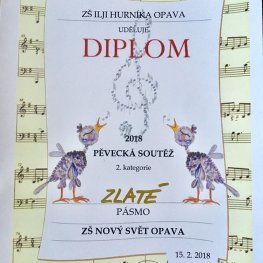 ZŠ ILJI HURNÍKA OPAVA
UDĚLUJE
DIPLOM
2018
PĚVECKÁ SOUTĚŽ
2. kategorie
ZLATÉ
PÁSMO
ZŠ NOVÝ SVĚT OPAVA
15. 2. 2018